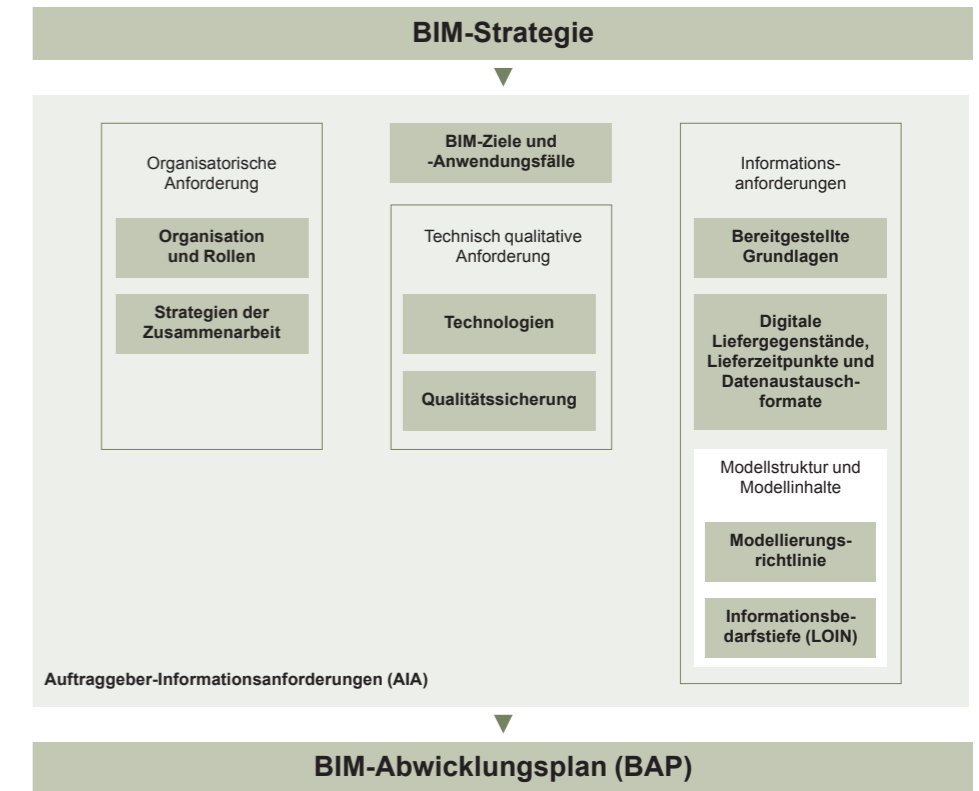 BIM-Strategie
Organisatorische
Anforderung
Organisation
und Rollen
Strategien der
Zusammenarbeit
BIM-Ziele und
-Anwendungsfälle
Technisch qualitative
Anforderung
Technologien
Qualitätssicherung
Informations-
anforderungen
Bereitgestellte
Grundlagen
Digitale
Liefergegenstände,
Lieferzeitpunkte und
Datenaustausch-
formate
Modellstruktur und
Modellinhalte
Modellierungs-
richtlinie
Informationsbe-
darfstiefe (LOIN)
Auftraggeber-Informationsanforderungen (AIA)
BIM-Abwicklungsplan (BAP)